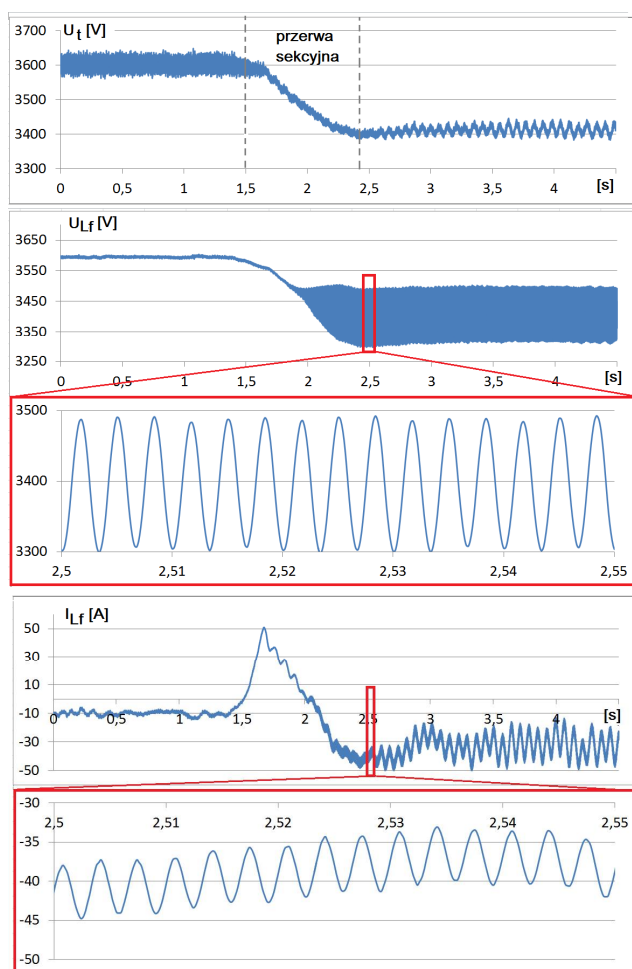 U t [V]
przerwa
sekcyjna
3700
3600
3500
3400
3300
0 0,5 1 1,5 2 2,5 3 3,5 4 [s]
U Lf [V]
3650
3550
3450
3350
3250
0 0,5 1 1,5 2 2,5 3 3,5 4 [s]
3500
3400
3300
2,5 2,51 2,52 2,53 2,54 2,55
I Lf [A]
50
30
10
-10
-30
-50
0 0,5 1 1,5 2 2,5 3 3,5 4 [s]
-30
2,5 2,51 2,52 2,53 2,54 2,55
-35
-40
-45
-50